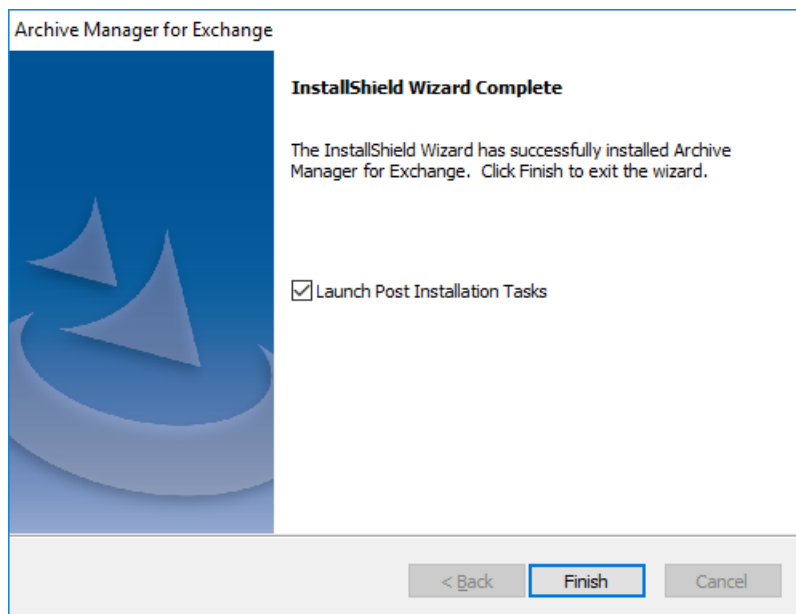 Archive Manager for Exchange
InstallShield Wizard Complete
The InstallShield Wizard has successfully installed Archive
Manager for Exchange.  Click Finish to exit the wizard.
Launch Post Installation Tasks
< Back
Finish
Cancel